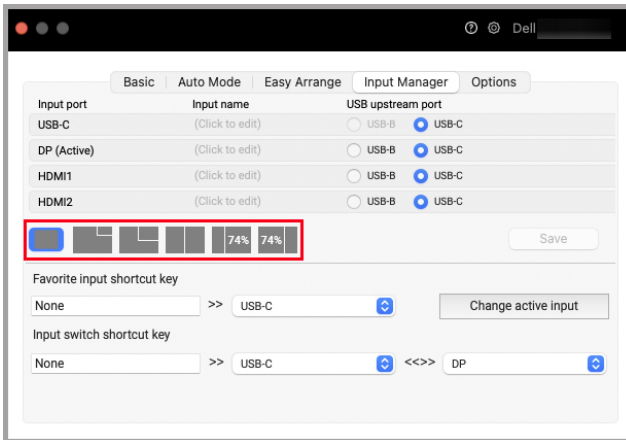 Dell
Basic Auto Mode Easy Arrange Input Manager Options
Input port Input name USB upstream port
USB-C (Click to edit) USB-B USB-C
DP (Active) (Click to edit) USB-B USB-C
HDMI1 (Click to edit) USB-B USB-C
HDMI2 (Click to edit) USB-B USB-C
74% 74% Save
Favorite input shortcut key
None >> USB-C Change active input
Input switch shortcut key
None >> USB-C <<>> DP